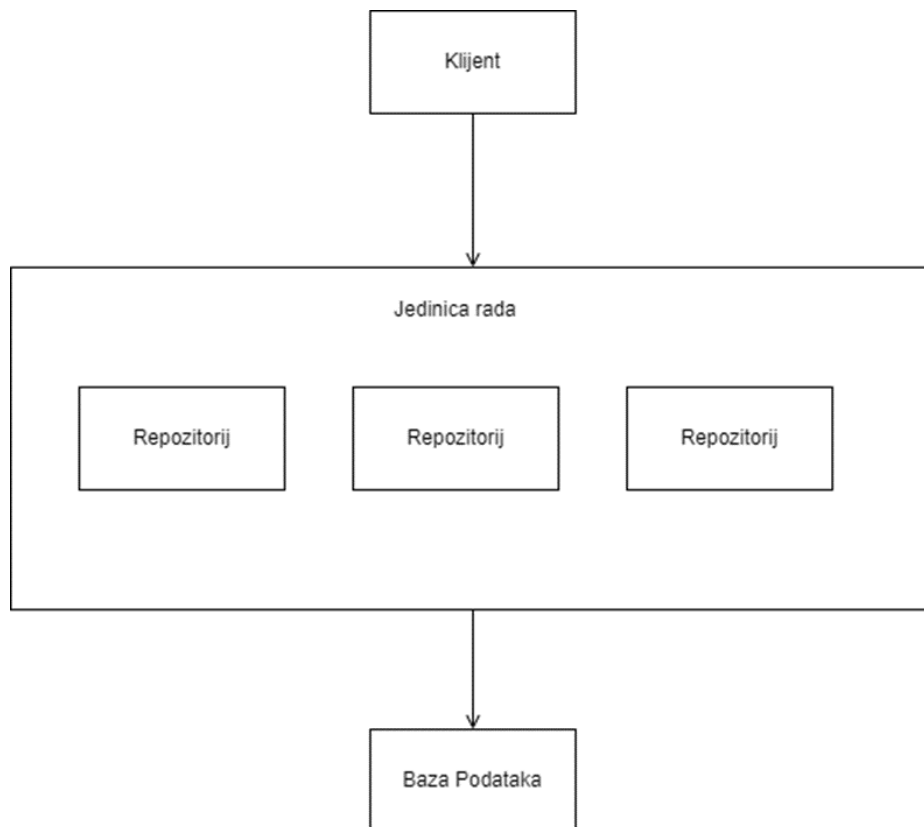 Klijent
Jedinica rada
Repozitorij
Repozitorij
Repozitorij
Baza Podataka